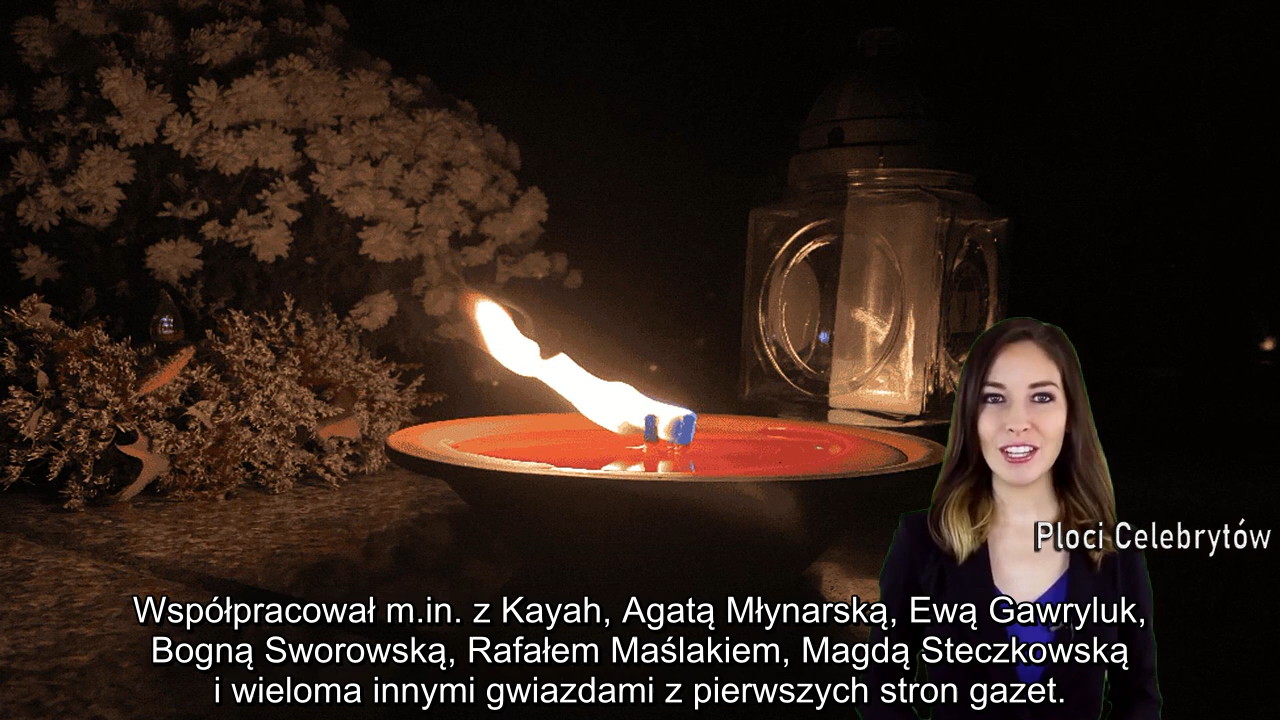 Ploci Celebrytów
Współpracował m.in. z Kayah, Agatą Młynarską, Ewą Gawryluk,
Bogną Sworowską, Rafałem Maślakiem, Magdą Steczkowską
i wieloma innymi gwiazdami z pierwszych stron gazet.